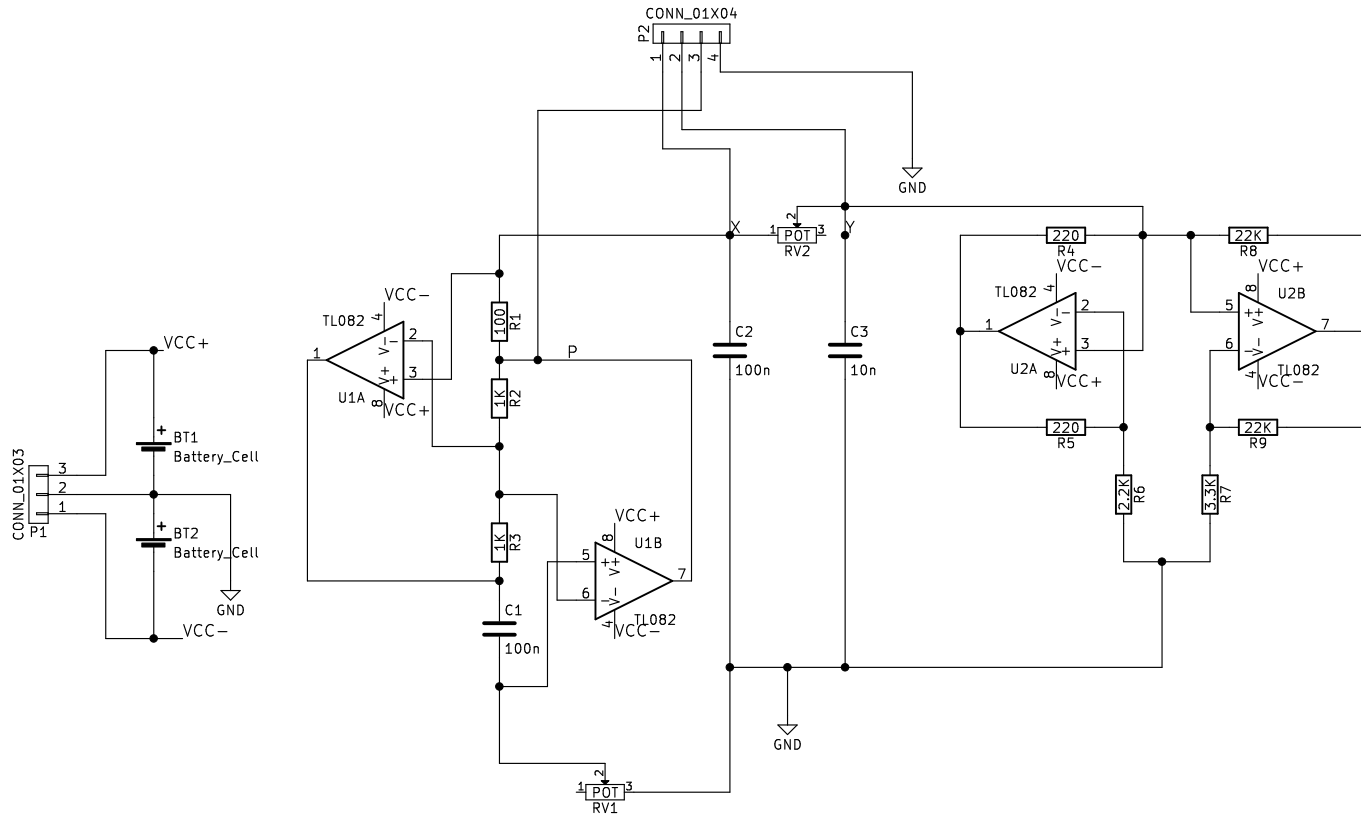 CONN_01X04
P2
1 2 3 4
GND
X
1 POT 3
2
RV2
Y
220
R4
VCC-
22K
R8
VCC+
TL082
4
V-
2
1
V+
3
U2A
8
VCC+
8
U2B
5
V+
7
6
V-
4
TL082
VCC-
220
R5
22K
R9
2.2K
R6
3.3K
R7
VCC-
TL082
4
1
V-
2
V+
3
U1A
8
VCC+
100
R1
P
1K
R2
C2
100n
C3
10n
VCC+
BT1
Battery_Cell
CONN_01X03
3
2
1
P1
BT2
Battery_Cell
GND
VCC-
1K
R3
VCC+
8
U1B
5
V+
7
6
V-
4
TL082
VCC-
C1
100n
GND
2
1 POT 3
RV1